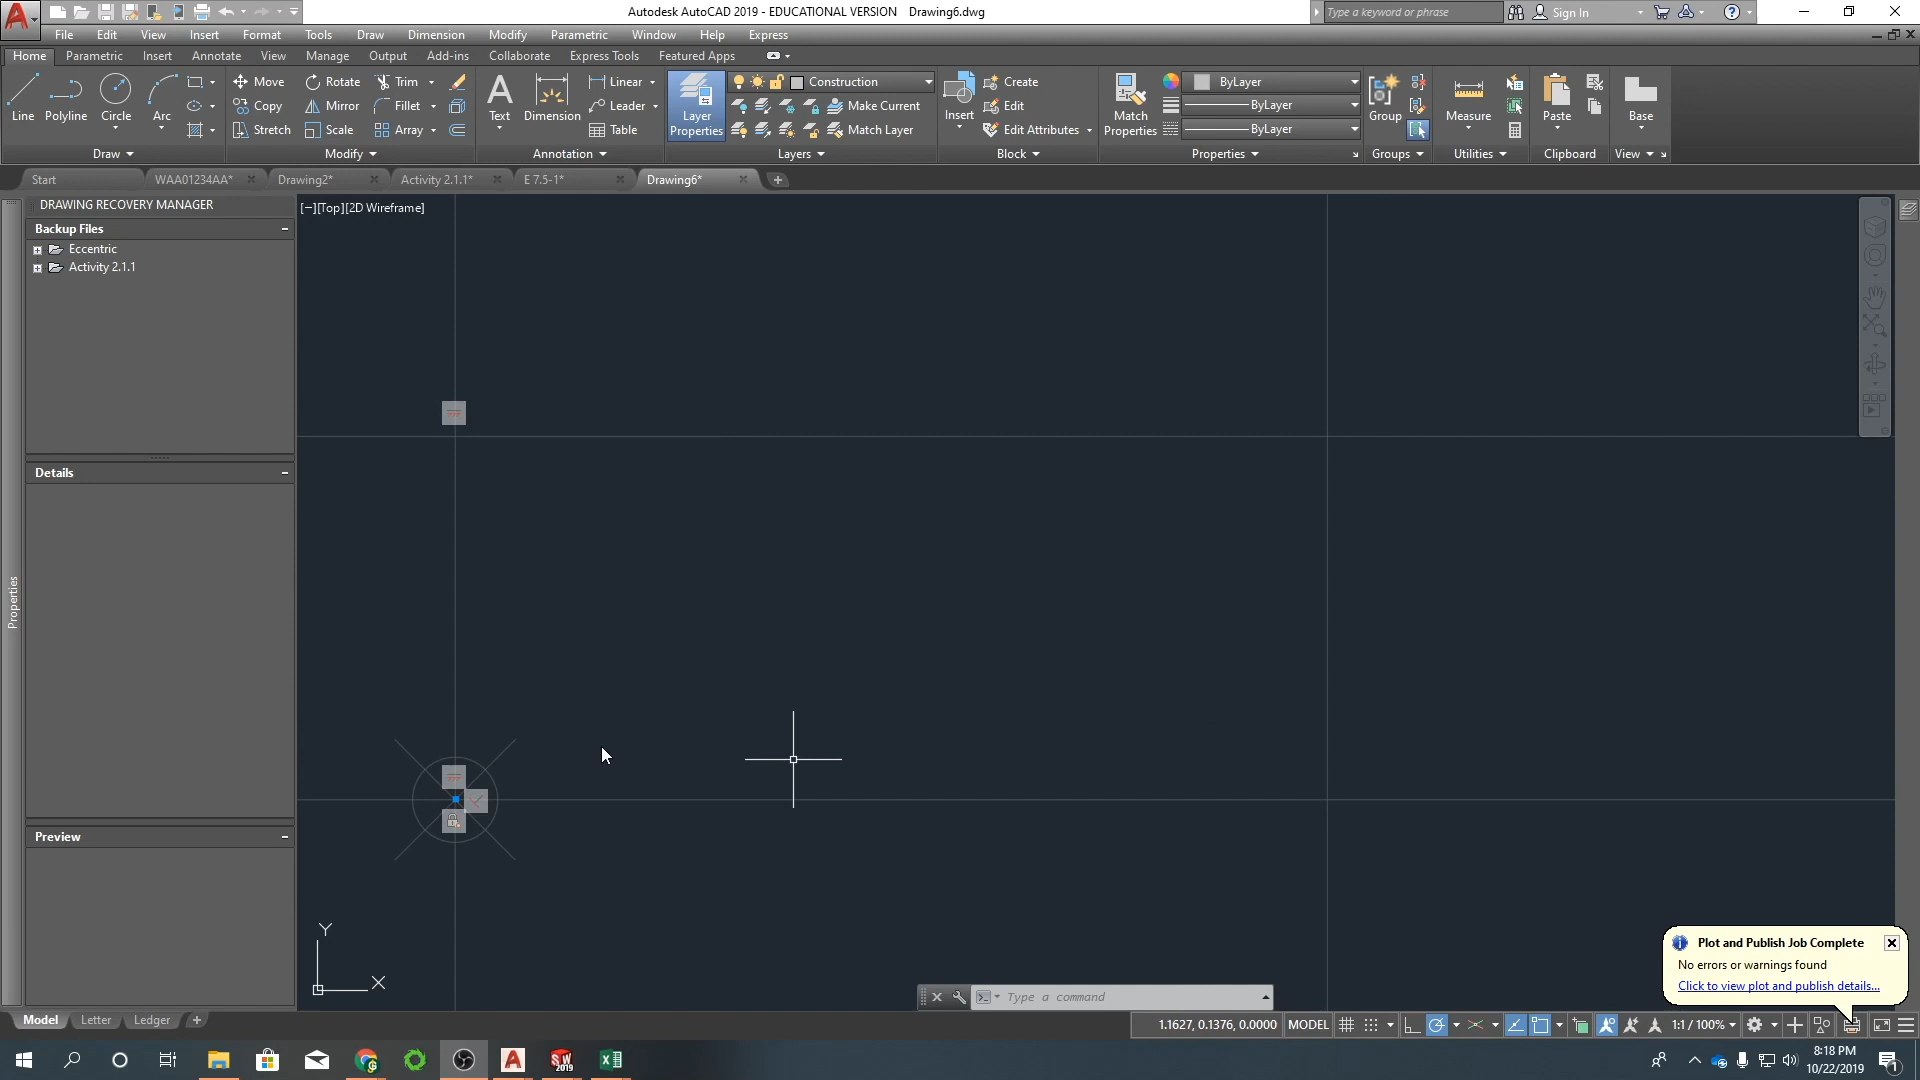 Autodesk AutoCAD 2019 - EDUCATIONAL VERSION Drawing6.dwg
Type a keyword or phrase
Sign In
File Edit View Insert Format Tools Draw Dimension Modify Parametric Window Help Express
Home Parametric Insert Annotate View Manage Output Add-ins Collaborate Express Tools Featured Apps
Line Polyline Circle Arc
Move Rotate Trim
Copy Mirror Fillet
Stretch Scale Array
Text Dimension
Linear
Leader
Table
Layer
Properties
Construction
Make Current
Match Layer
Insert
Create
Edit
Edit Attributes
Match
Properties
ByLayer
ByLayer
ByLayer
Group
Measure
Paste
Base
Draw Modify Annotation Layers Block Properties Groups Utilities Clipboard View
Start WAA01234AA* Drawing2* Activity 2.1.1* E 7.5-1* Drawing6*
DRAWING RECOVERY MANAGER
Backup Files
Eccentric
Activity 2.1.1
Details
Preview
Properties
[−][Top][2D Wireframe]
Y
X
Type a command
Plot and Publish Job Complete
No errors or warnings found
Click to view plot and publish details...
Model Letter Ledger
1.1627, 0.1376, 0.0000 MODEL 1:1 / 100%
SW
2019
8:18 PM
10/22/2019
1